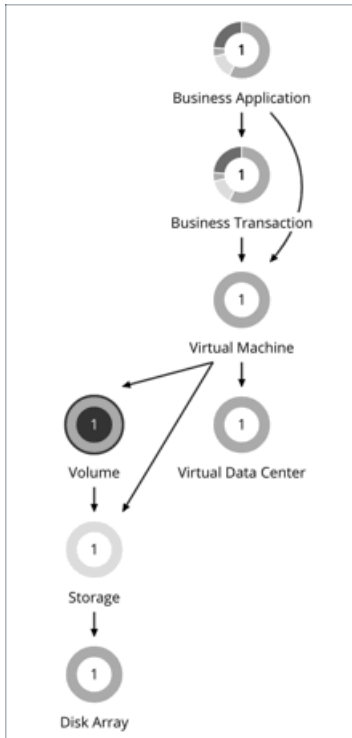 1
Business Application
1
Business Transaction
1
Virtual Machine
1
Volume
1
Virtual Data Center
1
Storage
1
Disk Array